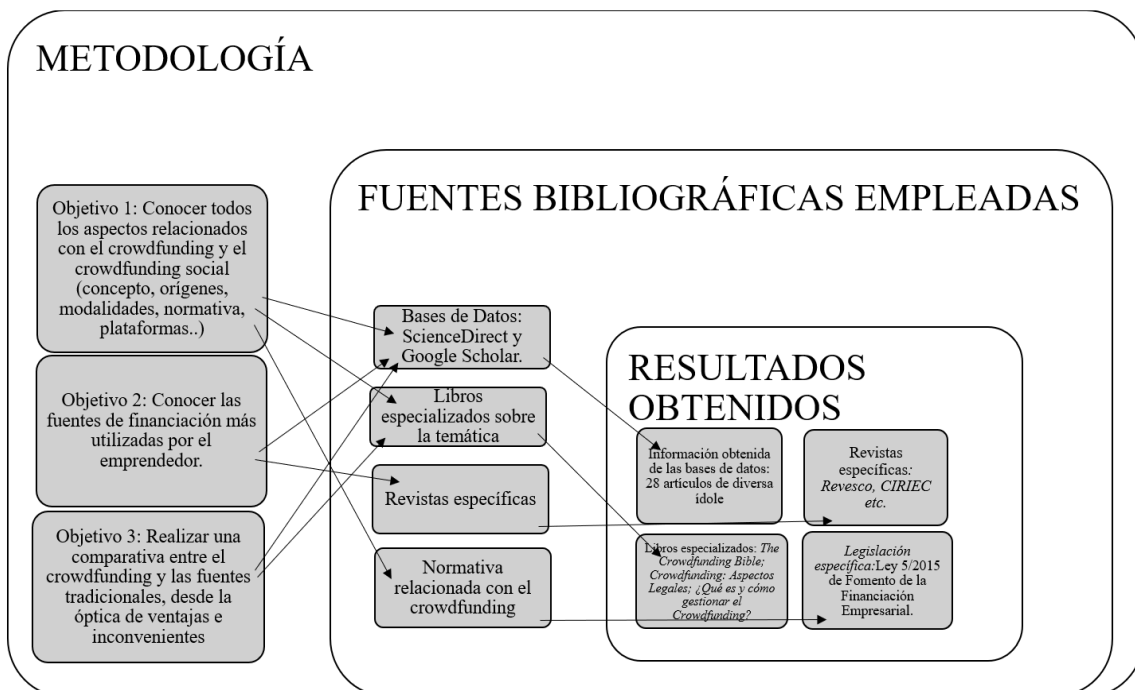 METODOLOGÍA
FUENTES BIBLIOGRÁFICAS EMPLEADAS
Objetivo 1: Conocer todos
los aspectos relacionados
con el crowdfunding y el
crowdfunding social
(concepto, orígenes,
modalidades, normativa,
plataformas..)
Objetivo 2: Conocer las
fuentes de financiación más
utilizadas por el
emprendedor.
Objetivo 3: Realizar una
comparativa entre el
crowdfunding y las fuentes
tradicionales, desde la
óptica de ventajas e
inconvenientes
Bases de Datos:
ScienceDirect y
Google Scholar.
Libros
especializados sobre
la temática
Revistas específicas
Normativa
relacionada con el
crowdfunding
RESULTADOS
OBTENIDOS
Información obtenida
de las bases de datos:
28 artículos de diversa
ídole
Revistas
específicas:
Revesco, CIRIEC
etc.
Libros especializados: The
Crowdfunding Bible;
Crowdfunding: Aspectos
Legales; ¿Qué es y cómo
gestionar el
Crowdfunding?
Legislación
específica:Ley 5/2015
de Fomento de la
Financiación
Empresarial.